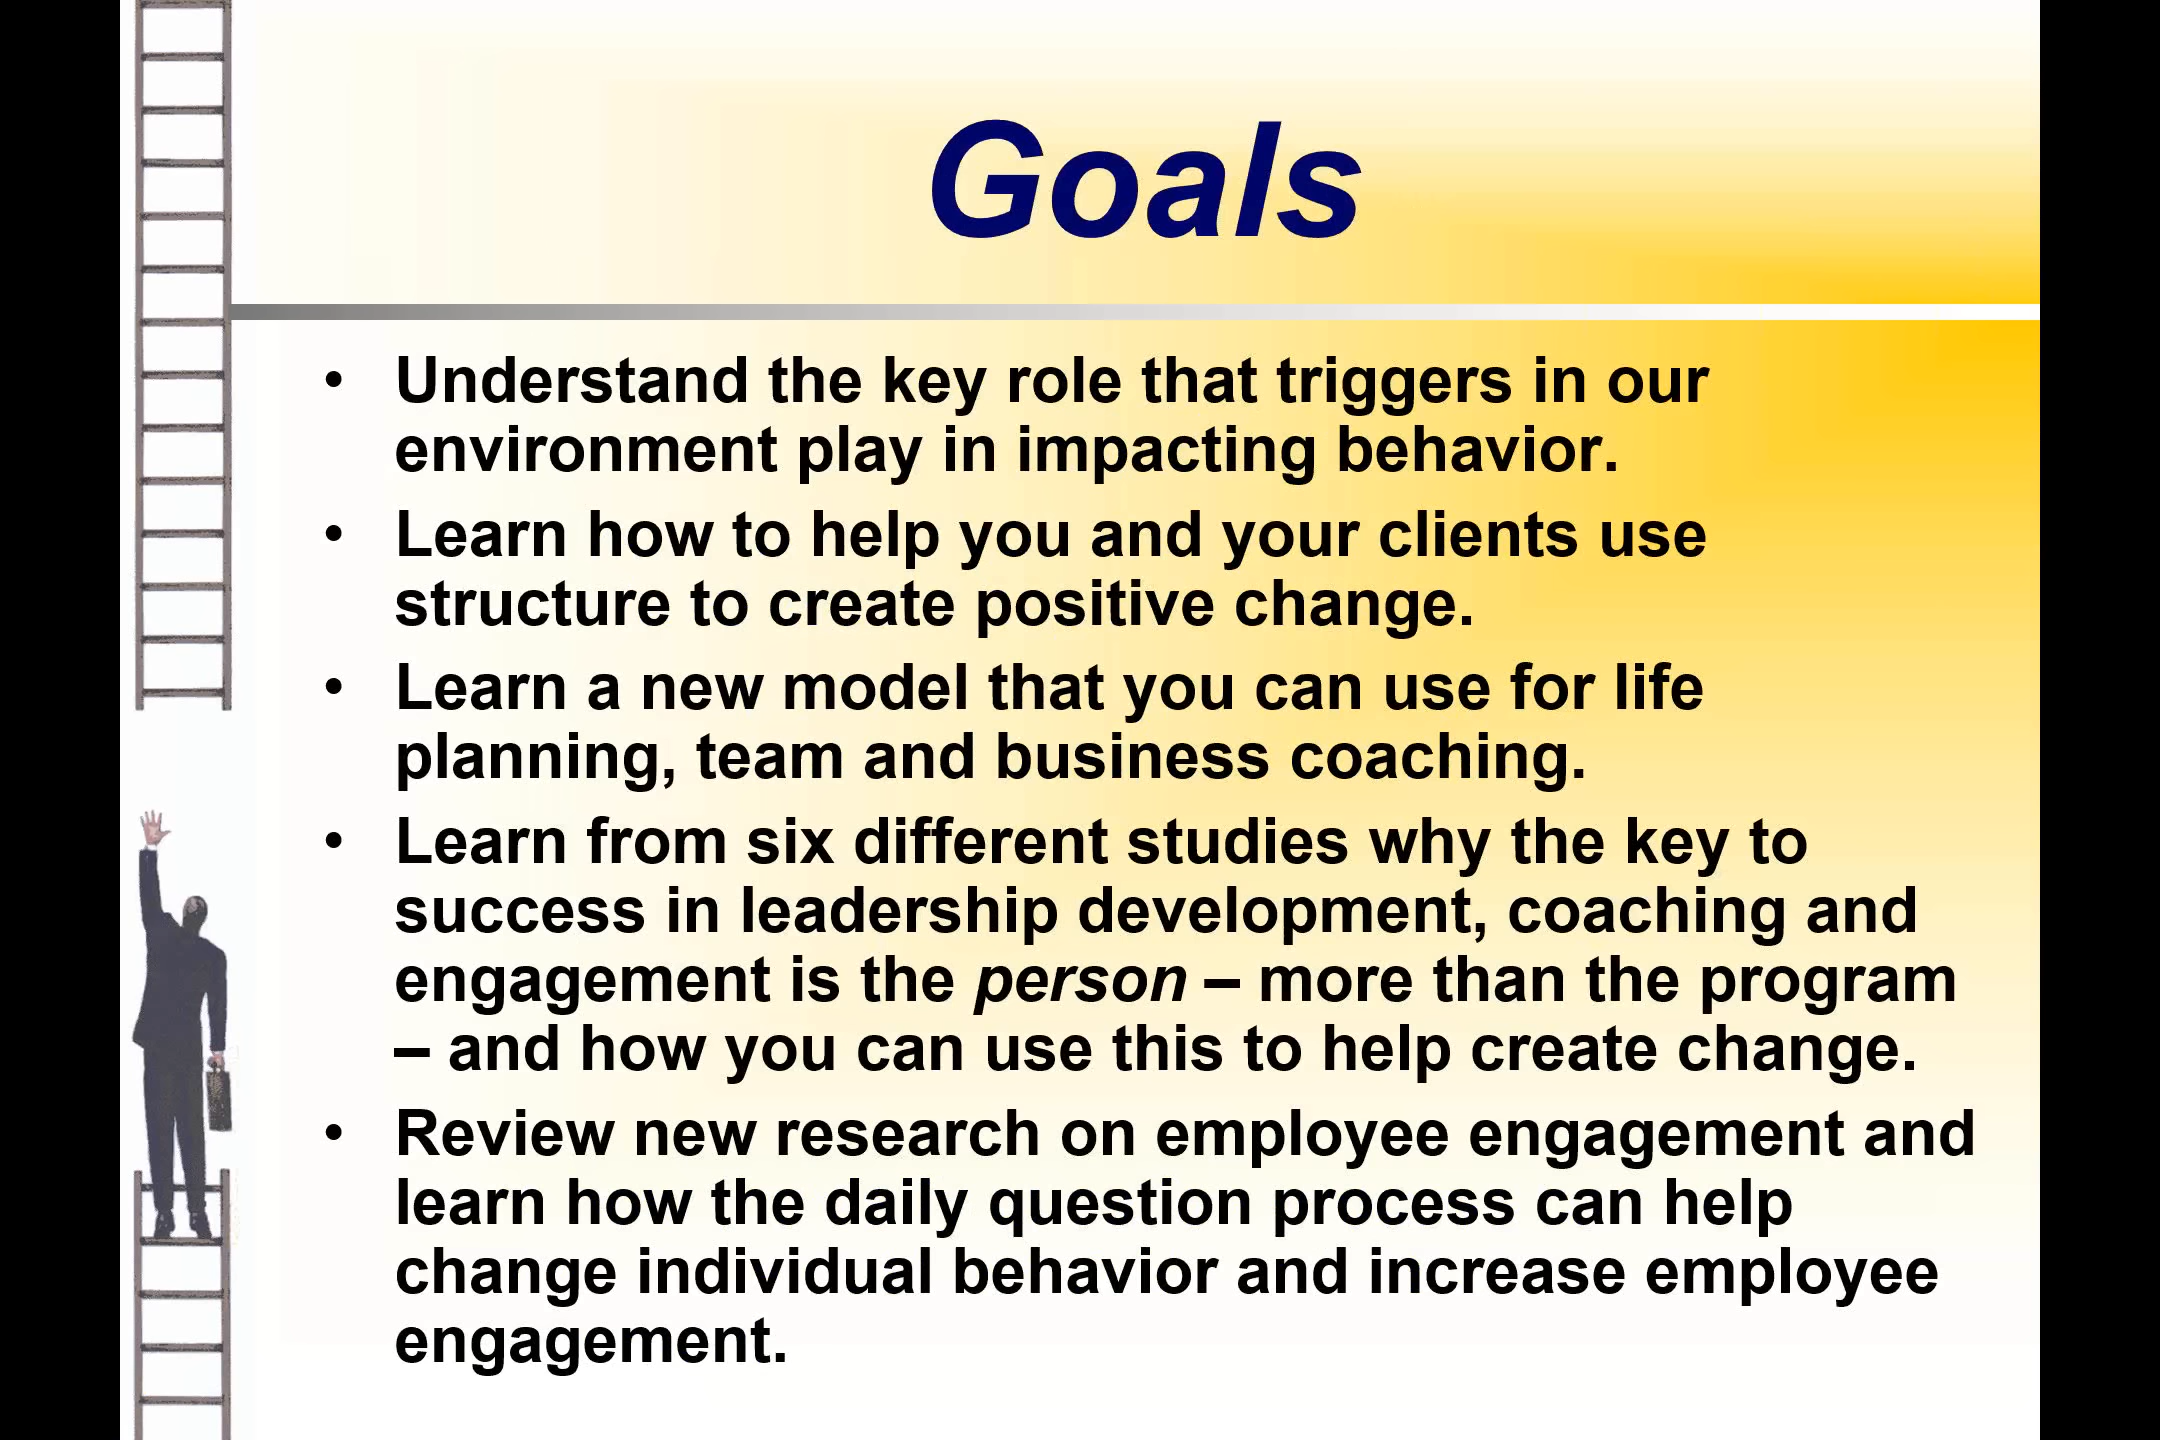 Goals
• Understand the key role that triggers in our
environment play in impacting behavior.
• Learn how to help you and your clients use
structure to create positive change.
• Learn a new model that you can use for life
planning, team and business coaching.
• Learn from six different studies why the key to
success in leadership development, coaching and
engagement is the person – more than the program
– and how you can use this to help create change.
• Review new research on employee engagement and
learn how the daily question process can help
change individual behavior and increase employee
engagement.